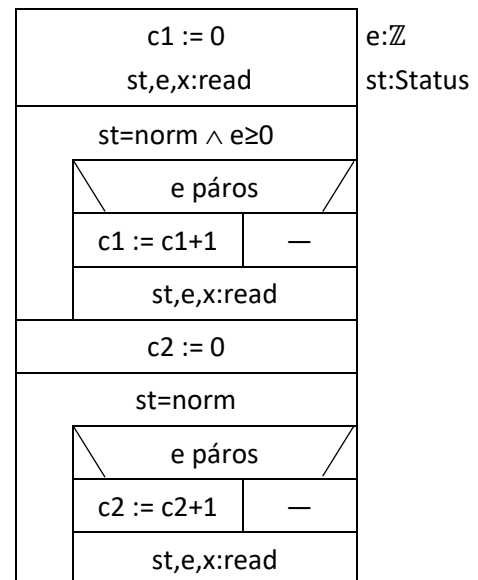 c1 := 0 e:ℤ
st,e,x:read st:Status
st=norm ∧ e≥0
e páros
c1 := c1+1 —
st,e,x:read
c2 := 0
st=norm
e páros
c2 := c2+1 —
st,e,x:read